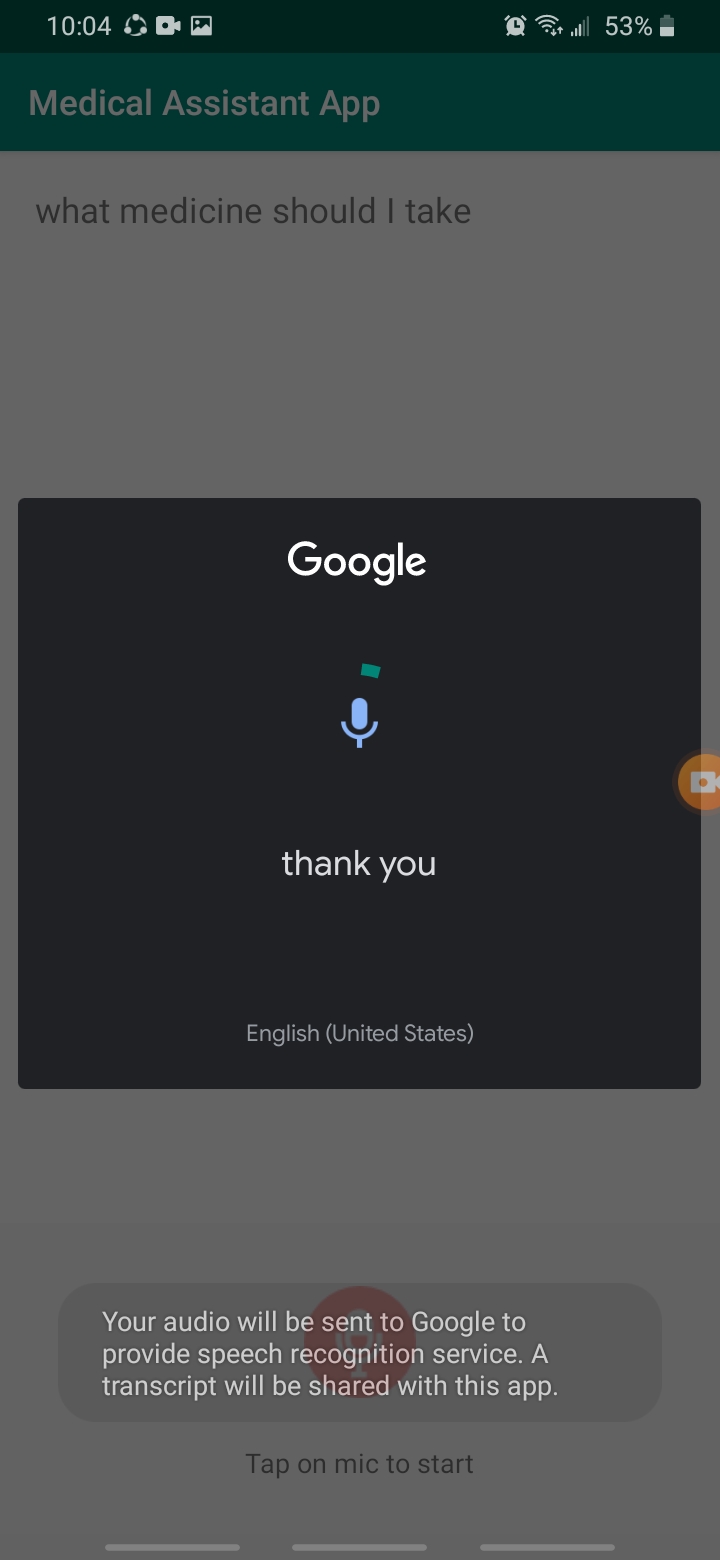 10:04 53%
Medical Assistant App
what medicine should I take
Google
thank you
English (United States)
Your audio will be sent to Google to
provide speech recognition service. A
transcript will be shared with this app.
Tap on mic to start